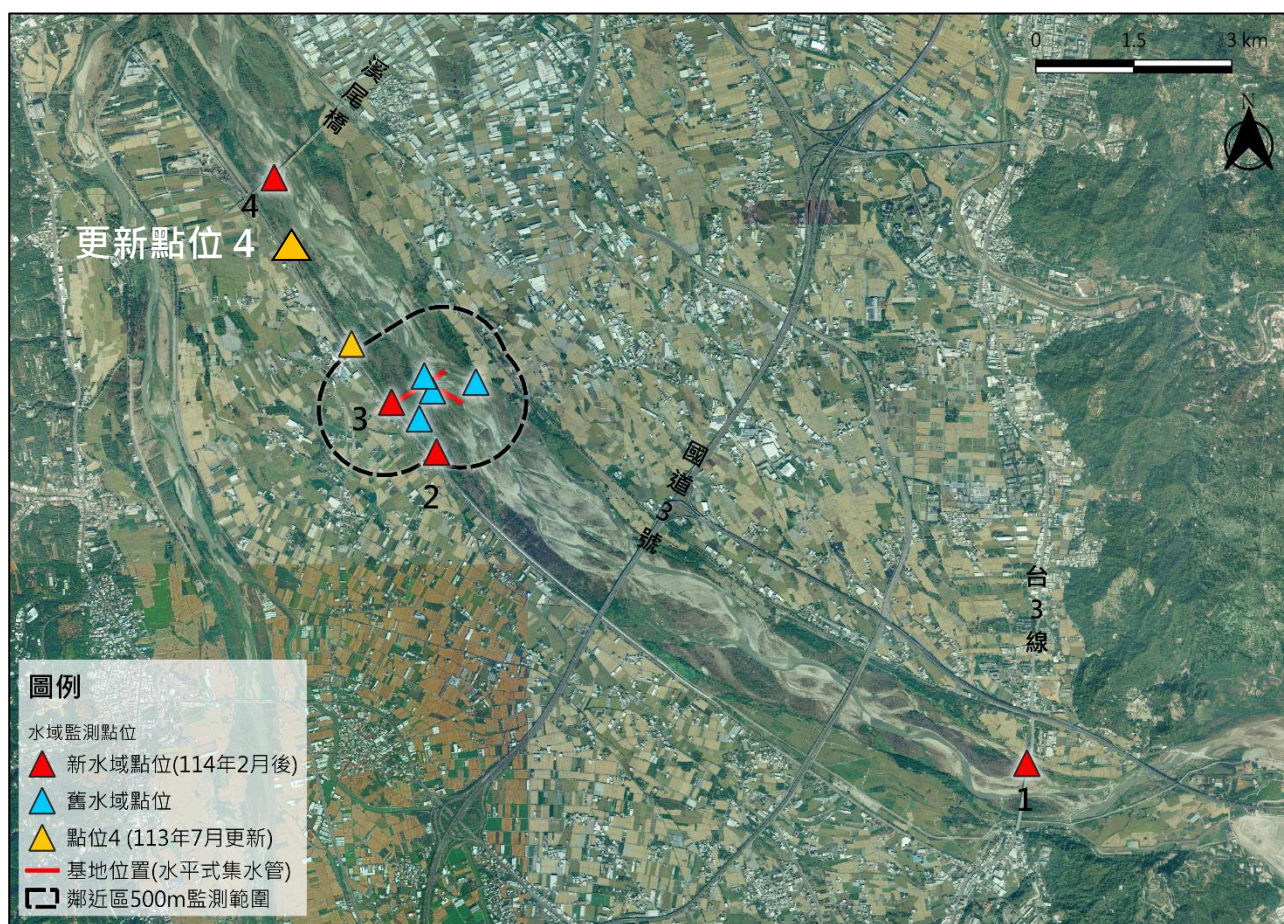 0 1.5 3 km
N
溪尾橋
4
更新點位 4
3
2
國道3號
台3線
1
圖例
水域監測點位
新水域點位(114年2月後)
舊水域點位
點位4 (113年7月更新)
基地位置(水平式集水管)
鄰近區500m監測範圍